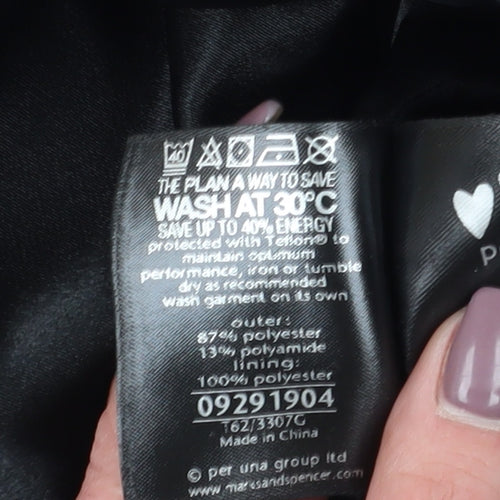 40
THE PLAN A WAY TO SAVE
WASH AT 30°C
SAVE UP TO 40% ENERGY
protected with Teflon® to
maintain optimum
performance, iron or tumble
dry as recommended
wash garment on its own
outer:
87% polyester
13% polyamide
lining:
100% polyester
09291904
T62/3307G
Made in China
© per una group ltd
www.marksandspencer.com
p